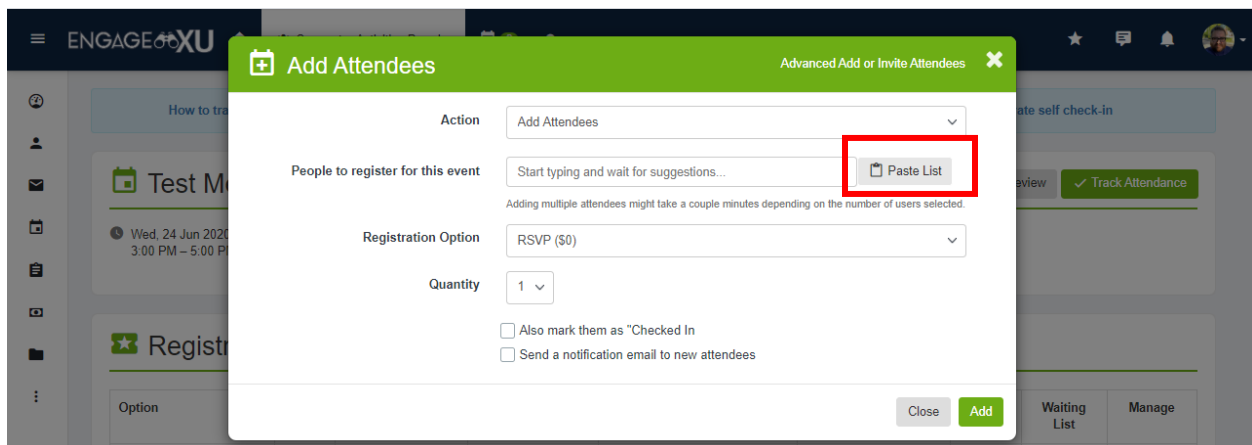 ENGAGE XU
Add Attendees
Advanced Add or Invite Attendees
How to tra
ate self check-in
Action
Add Attendees
People to register for this event
Start typing and wait for suggestions...
Paste List
Adding multiple attendees might take a couple minutes depending on the number of users selected.
Test M
eview
Track Attendance
Wed, 24 Jun 2020
3:00 PM – 5:00 P
Registration Option
RSVP ($0)
Quantity
1
Also mark them as "Checked In
Send a notification email to new attendees
Registr
Close
Add
Option
Waiting
List
Manage